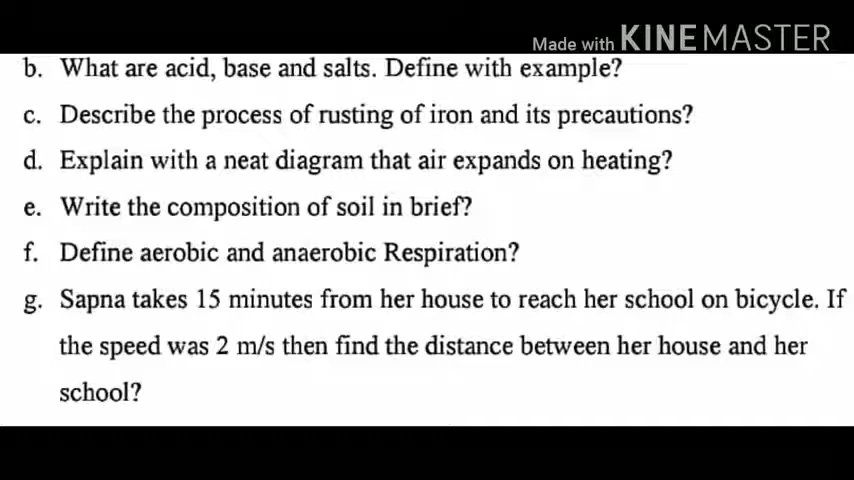 Made with KINEMASTER
b. What are acid, base and salts. Define with example?
c. Describe the process of rusting of iron and its precautions?
d. Explain with a neat diagram that air expands on heating?
e. Write the composition of soil in brief?
f. Define aerobic and anaerobic Respiration?
g. Sapna takes 15 minutes from her house to reach her school on bicycle. If
the speed was 2 m/s then find the distance between her house and her
school?